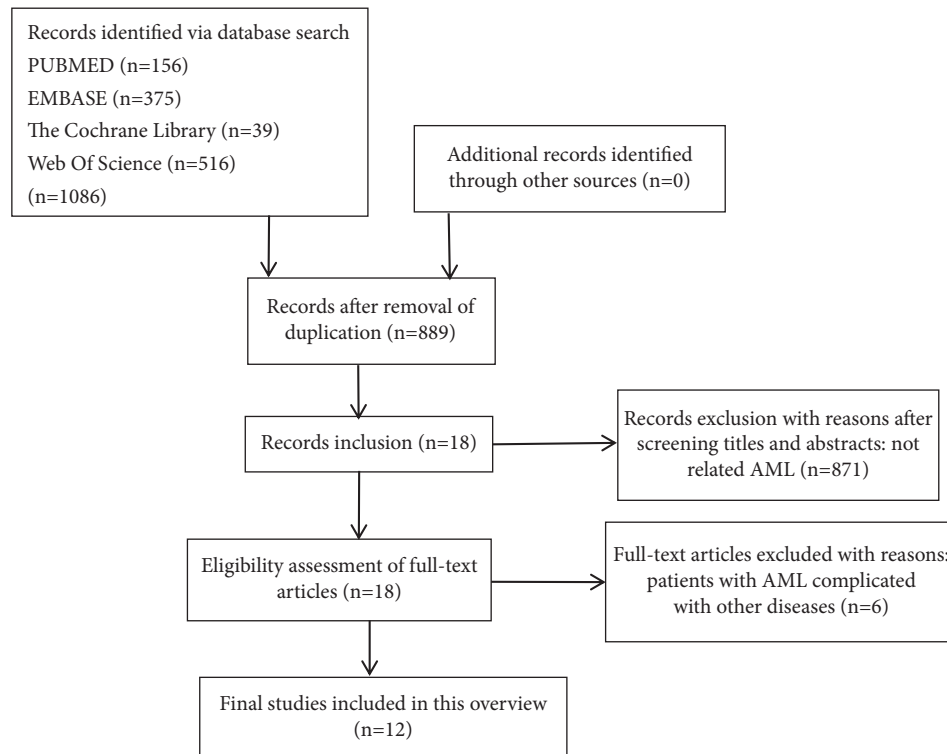 Records identified via database search
PUBMED (n=156)
EMBASE (n=375)
The Cochrane Library (n=39)
Web Of Science (n=516)
(n=1086)
Additional records identified
through other sources (n=0)
Records after removal of
duplication (n=889)
Records inclusion (n=18)
Records exclusion with reasons after
screening titles and abstracts: not
related AML (n=871)
Eligibility assessment of full-text
articles (n=18)
Full-text articles excluded with reasons:
patients with AML complicated
with other diseases (n=6)
Final studies included in this overview
(n=12)